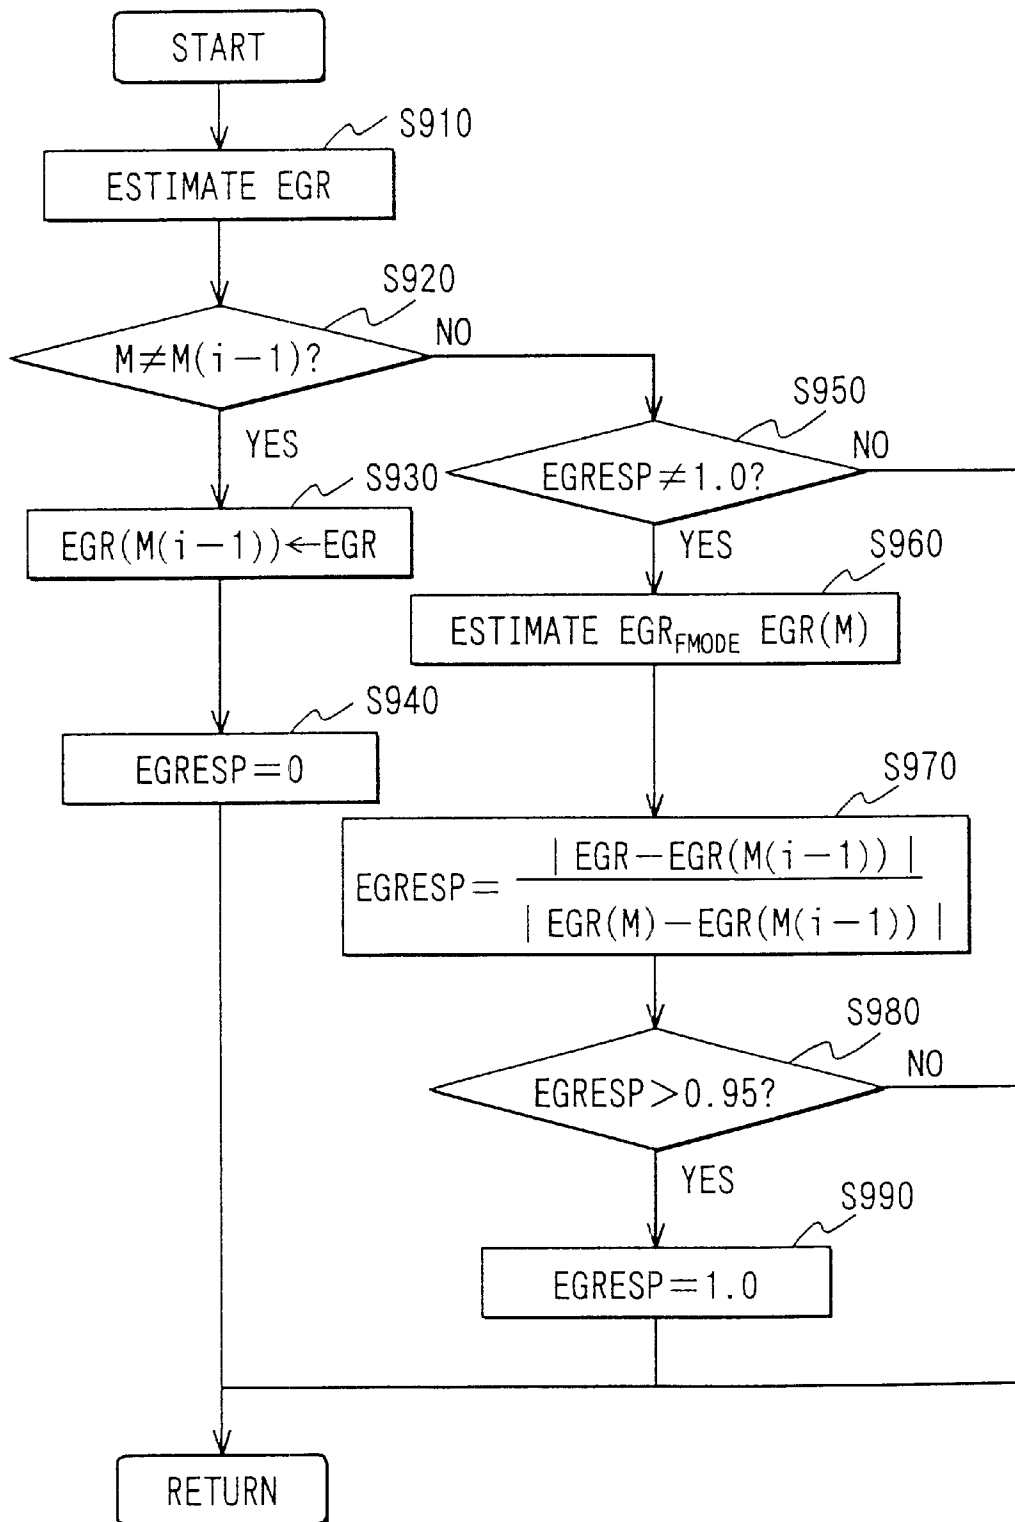 START
S910
ESTIMATE EGR
S920
M≠M(i−1)?
NO
YES
S930
EGR(M(i−1))←EGR
S940
EGRESP=0
S950
EGRESP≠1.0?
NO
YES
S960
ESTIMATE EGR_FMODE EGR(M)
S970
EGRESP= | EGR−EGR(M(i−1)) |
| EGR(M)−EGR(M(i−1)) |
S980
EGRESP>0.95?
NO
YES
S990
EGRESP=1.0
RETURN